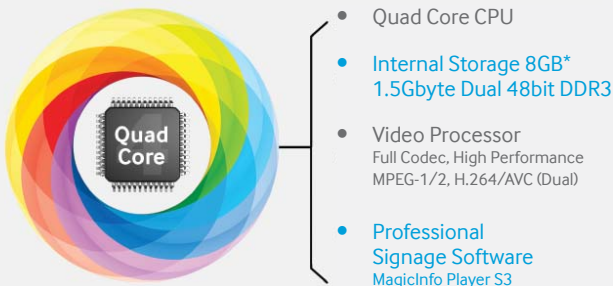 Quad
Core
Quad Core CPU
Internal Storage 8GB*
1.5Gbyte Dual 48bit DDR3
Video Processor
Full Codec, High Performance
MPEG-1/2, H.264/AVC (Dual)
Professional
Signage Software
MagicInfo Player S3